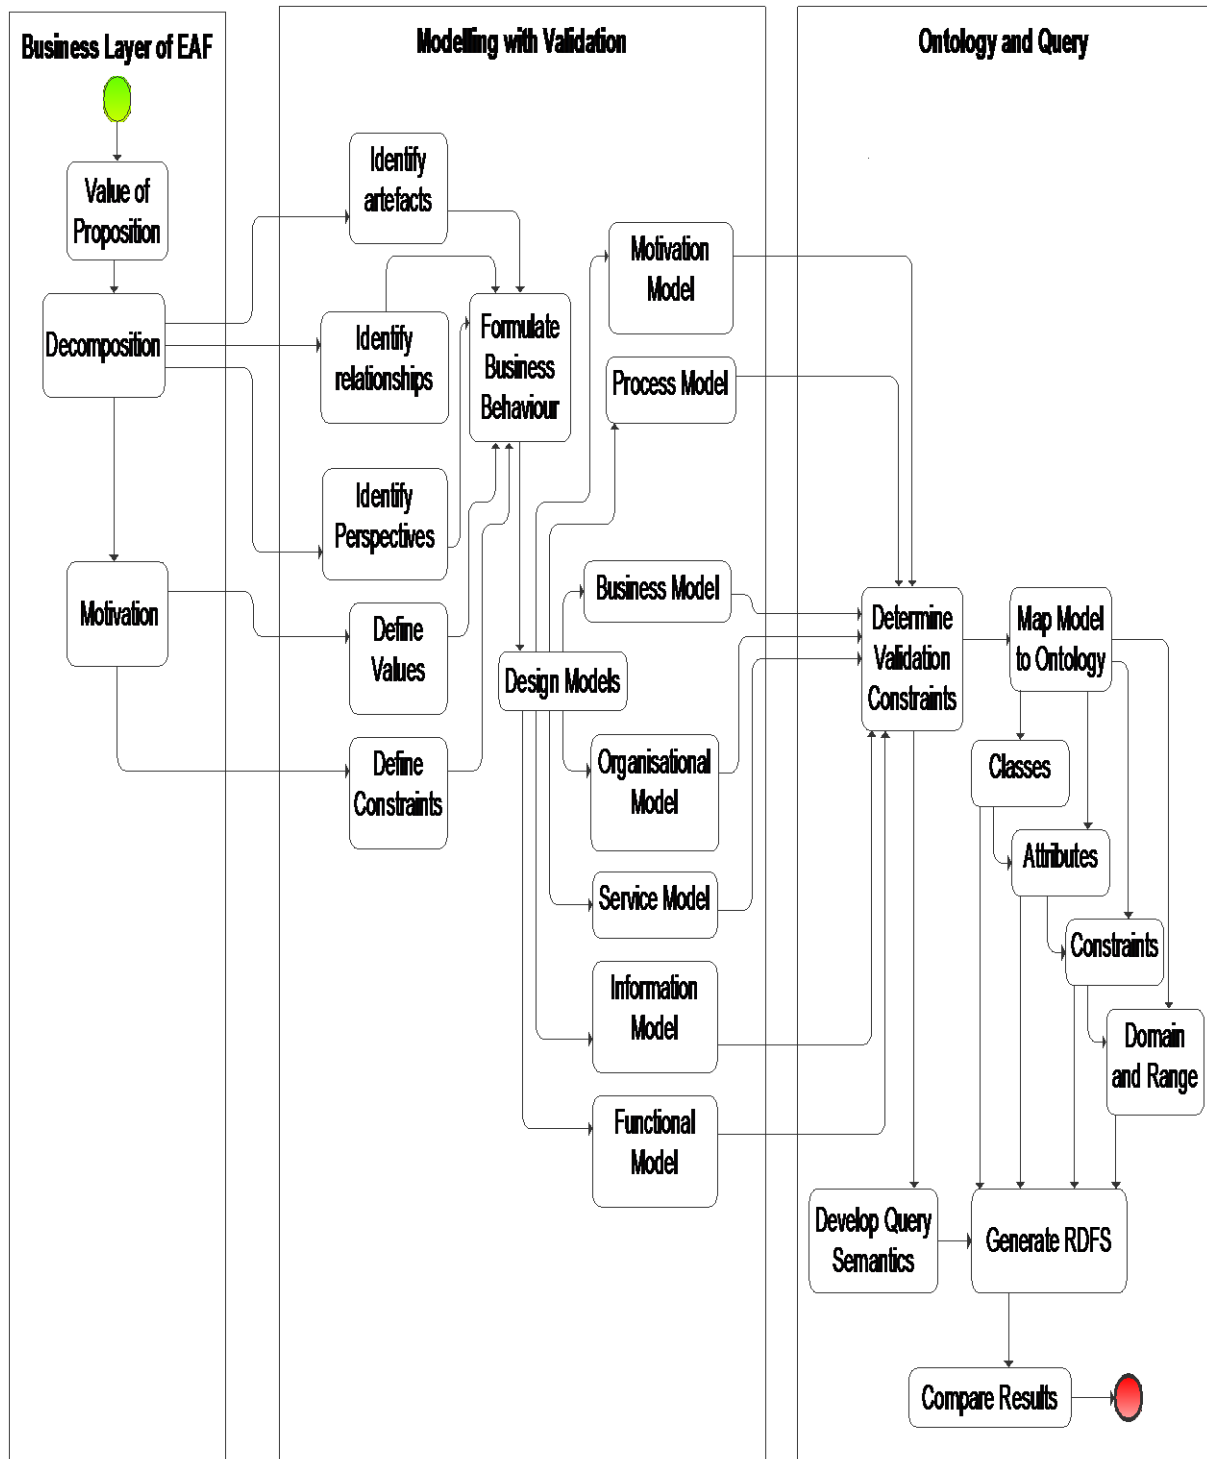 Business Layer of EAF
Value of
Proposition
Decomposition
Motivation
Modelling with Validation
Identify
artefacts
Identify
relationships
Identify
Perspectives
Define
Values
Define
Constraints
Formulate
Business
Behaviour
Design Models
Motivation
Model
Process Model
Business Model
Organisational
Model
Service Model
Information
Model
Functional
Model
Ontology and Query
Determine
Validation
Constraints
Map Model
to Ontology
Classes
Attributes
Constraints
Domain
and Range
Develop Query
Semantics
Generate RDFS
Compare Results